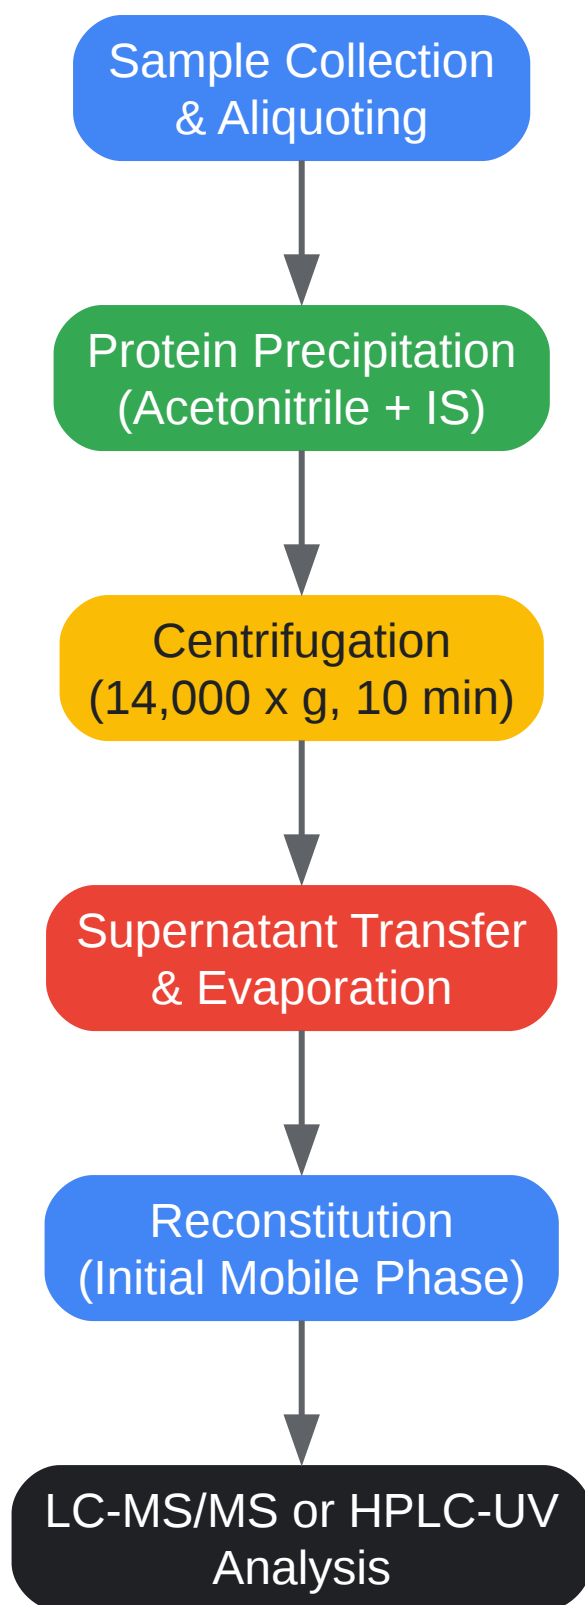 Sample Collection
& Aliquoting
Protein Precipitation
(Acetonitrile + IS)
Centrifugation
(14,000 x g, 10 min)
Supernatant Transfer
& Evaporation
Reconstitution
(Initial Mobile Phase)
LC-MS/MS or HPLC-UV
Analysis